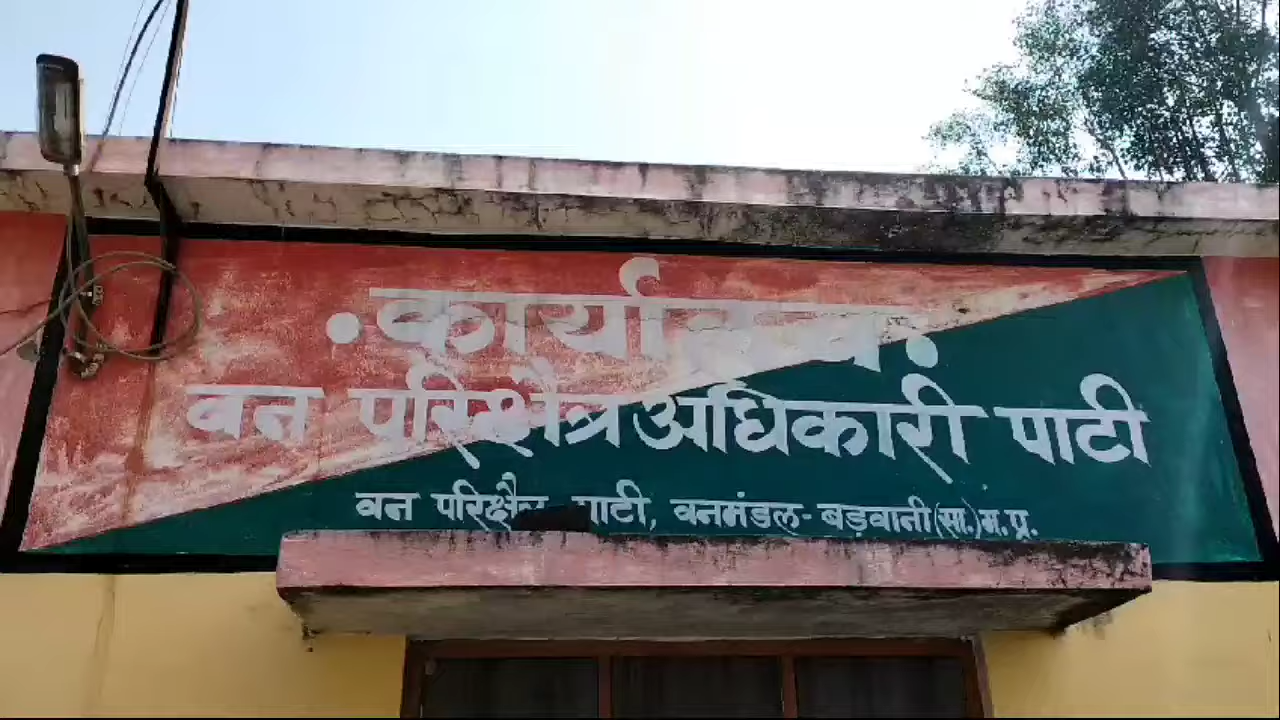 • कार्यालय •
वन परिक्षैत्र अधिकारी पाटी
वन परिक्षैत्र पाटी, वनमंडल- बड़वानी(सा.)म.प्र.